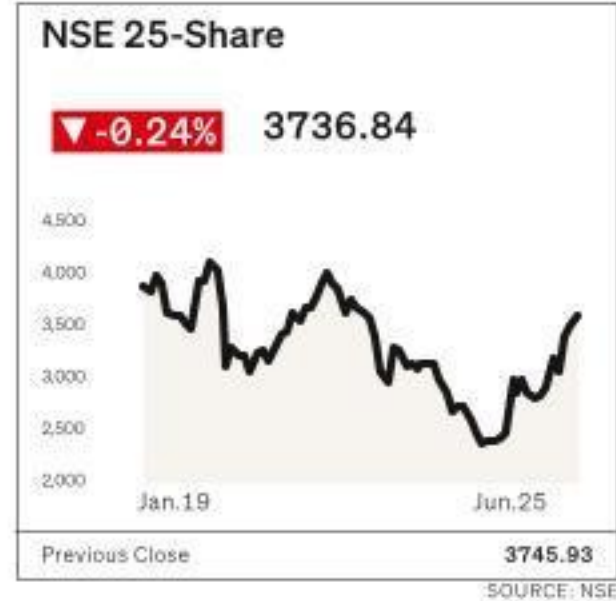 NSE 25-Share
▼ -0.24% 3736.84
4,500
4,000
3,500
3,000
2,500
2,000
Jan.19 Jun.25
Previous Close 3745.93
SOURCE: NSE